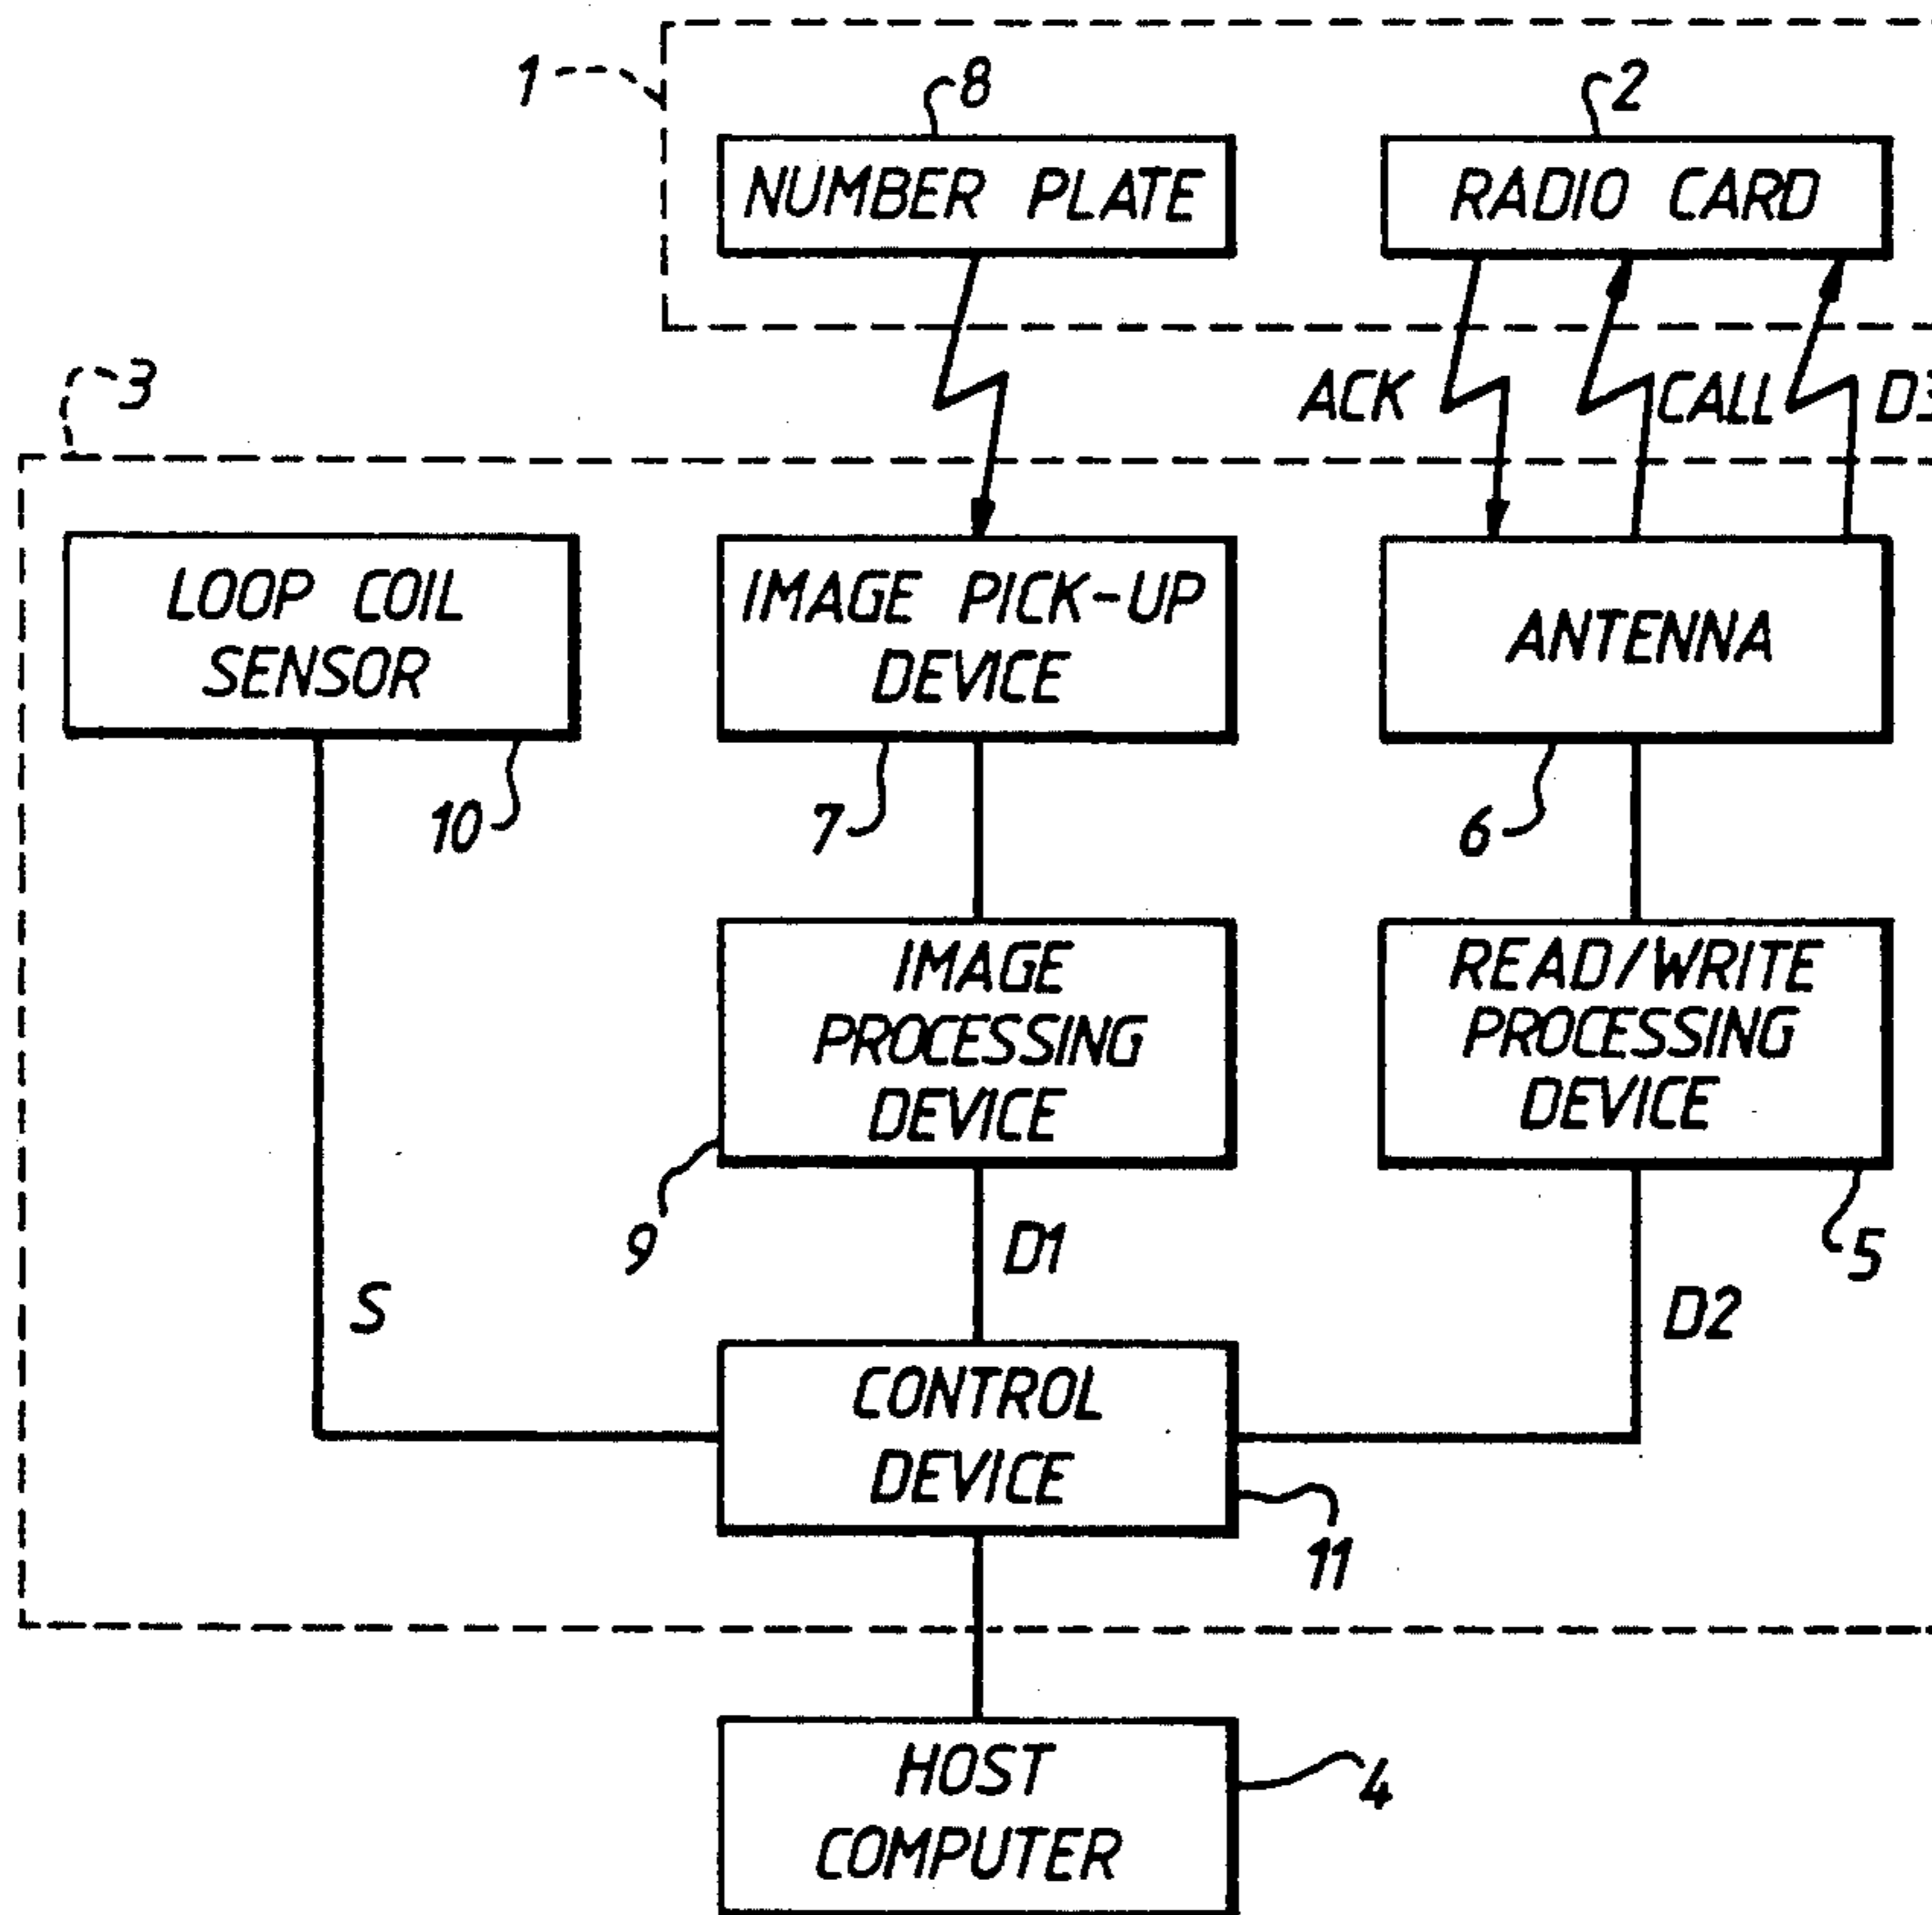 1
8
2
NUMBER PLATE
RADIO CARD
3
ACK
CALL
LOOP COIL
SENSOR
IMAGE PICK-UP
DEVICE
ANTENNA
10
7
6
IMAGE
PROCESSING
DEVICE
READ/WRITE
PROCESSING
DEVICE
9
D1
5
S
D2
CONTROL
DEVICE
11
HOST
COMPUTER
4